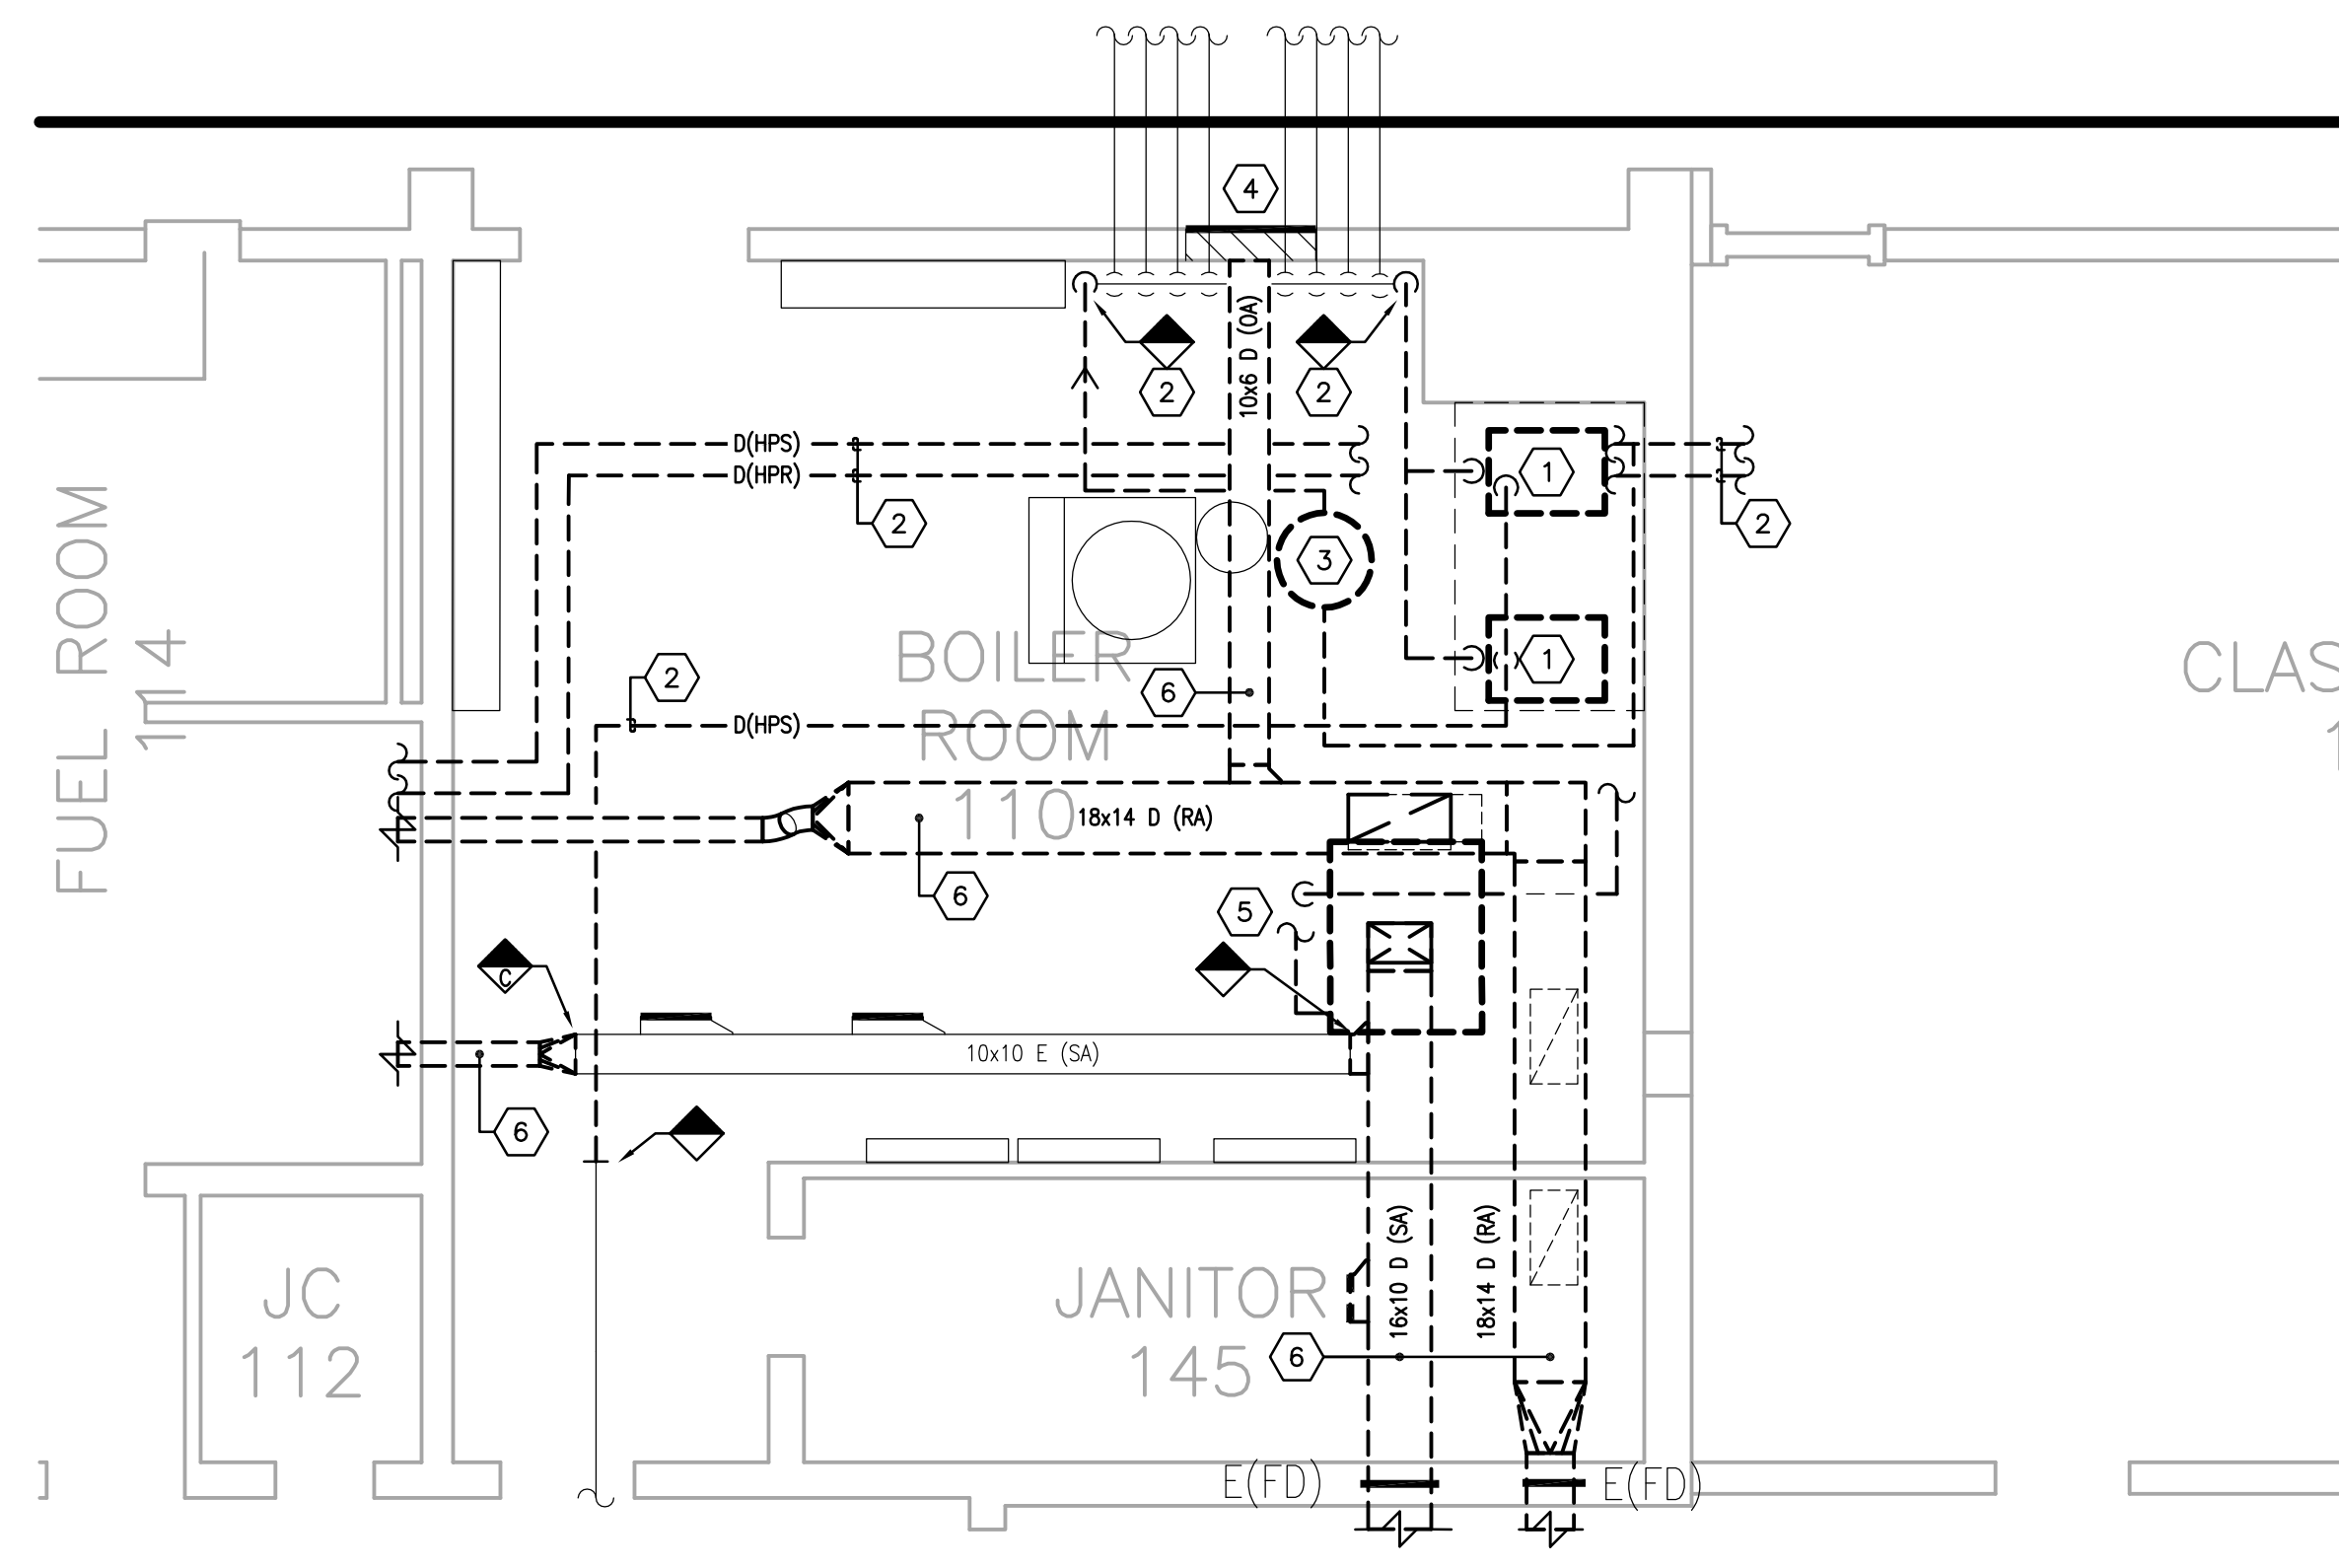 4
10x6 D (OA)
2
2
D(HPS)
D(HPR)
1
2
2
3
FUEL ROOM
114
BOILER
ROOM
110
1
2
6
D(HPS)
CLAS
1
18x14 D (RA)
6
5
C
10x10 E (SA)
6
16x10 D (SA)
18x14 D (RA)
JC
112
JANITOR
145
6
E(FD)
E(FD)